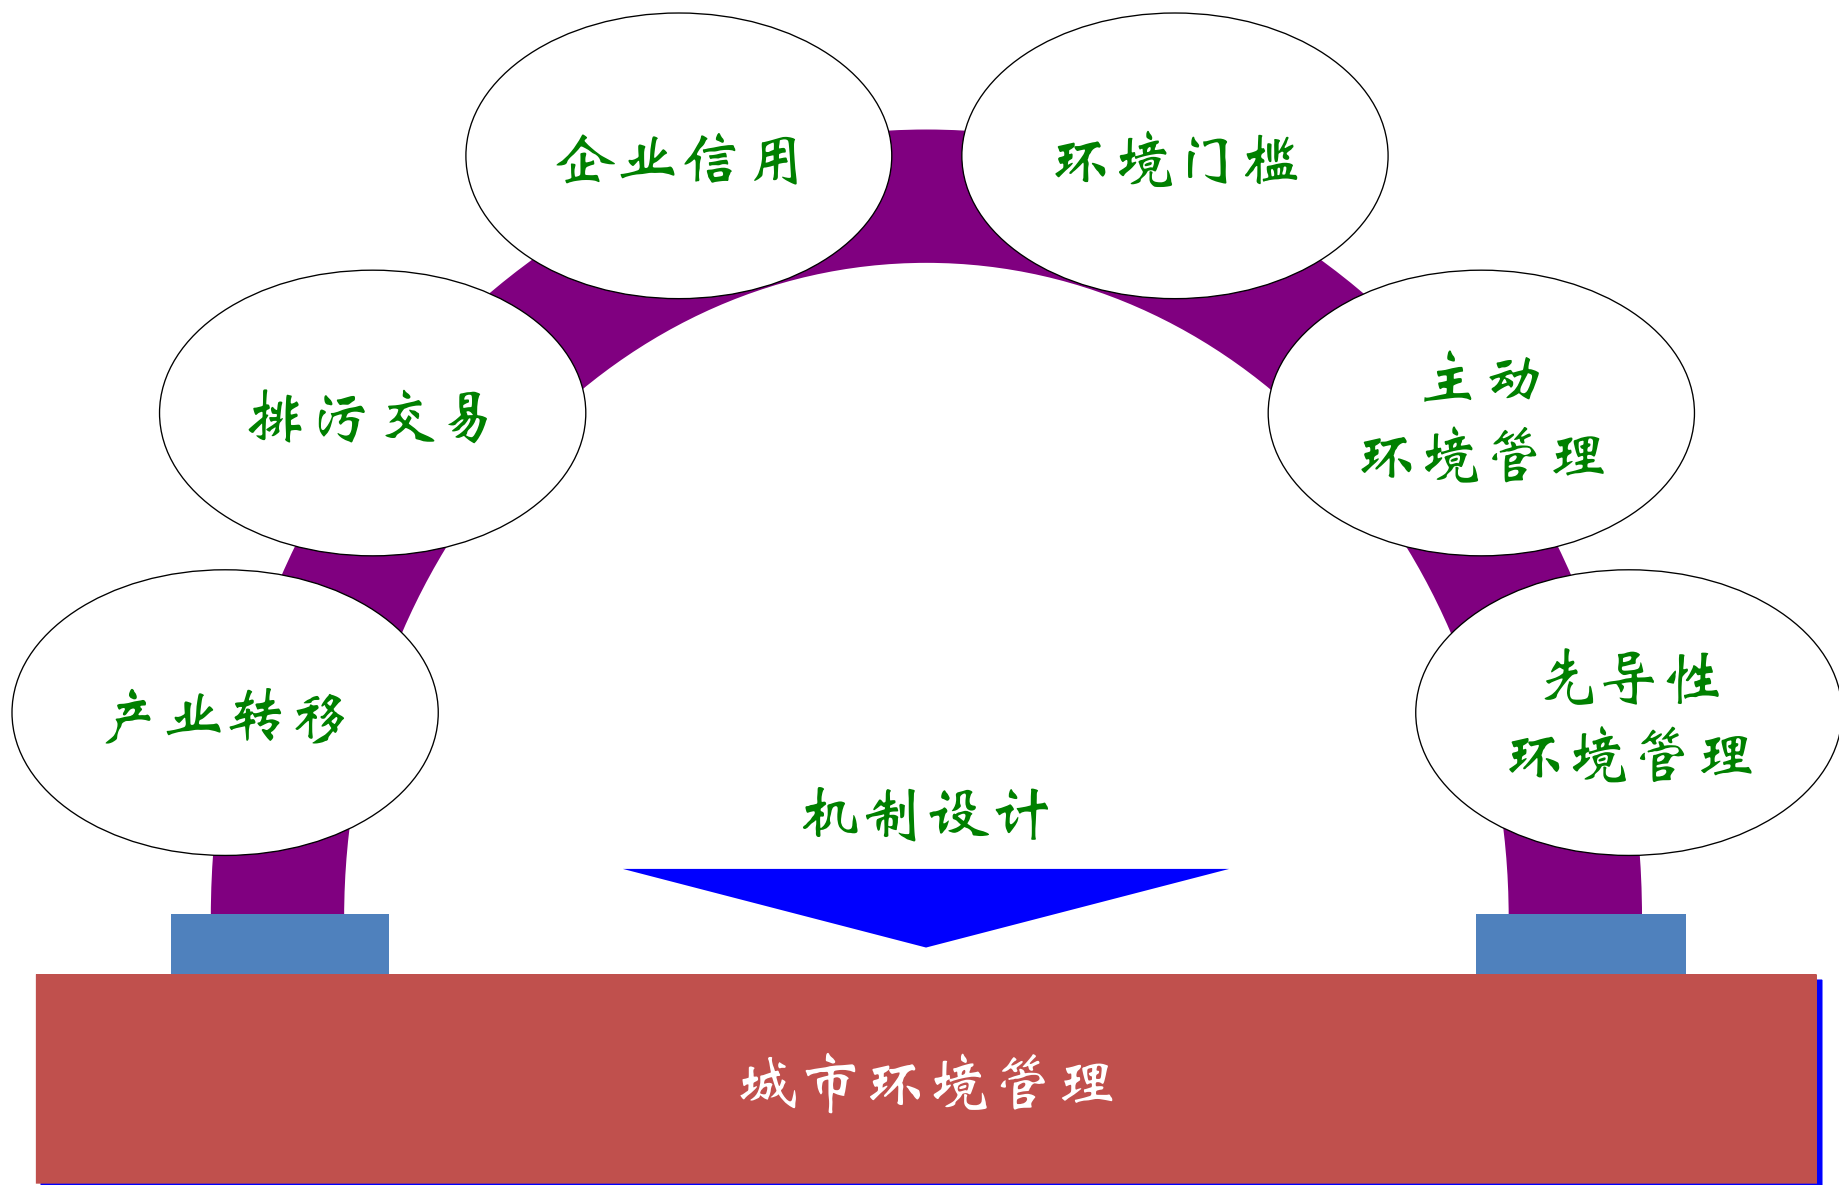 企业信用
环境门槛
排污交易
主动
环境管理
产业转移
先导性
环境管理
机制设计
城市环境管理